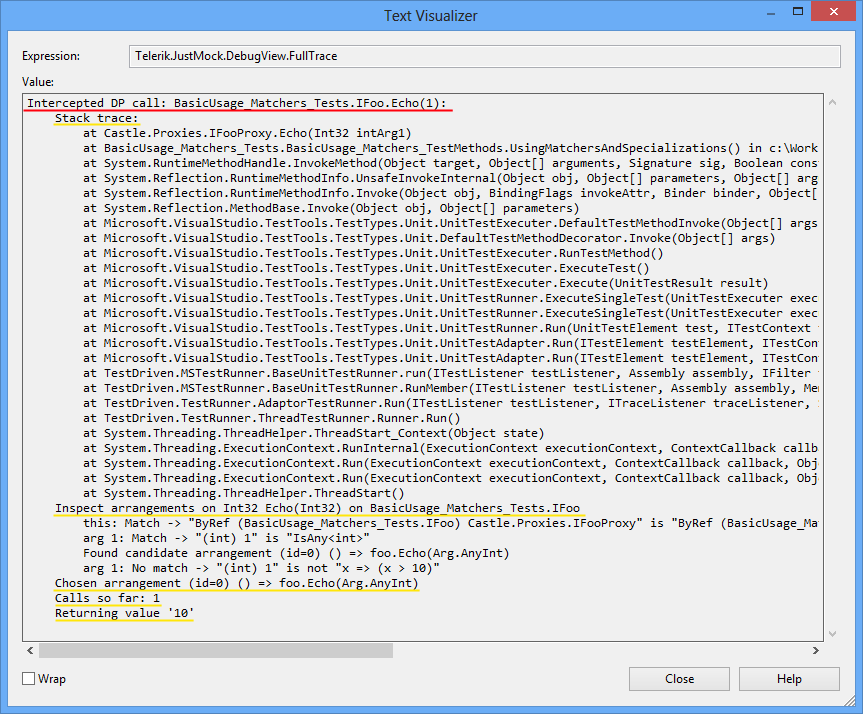 Text Visualizer
Expression:
Telerik.JustMock.DebugView.FullTrace
Value:
Intercepted DP call: BasicUsage_Matchers_Tests.IFoo.Echo(1):
Stack trace:
at Castle.Proxies.IFooProxy.Echo(Int32 intArg1)
at BasicUsage_Matchers_Tests.BasicUsage_Matchers_TestMethods.UsingMatchersAndSpecializations() in c:\Work
at System.RuntimeMethodHandle.InvokeMethod(Object target, Object[] arguments, Signature sig, Boolean cons
at System.Reflection.RuntimeMethodInfo.UnsafeInvokeInternal(Object obj, Object[] parameters, Object[] arg
at System.Reflection.RuntimeMethodInfo.Invoke(Object obj, BindingFlags invokeAttr, Binder binder, Object[
at System.Reflection.MethodBase.Invoke(Object obj, Object[] parameters)
at Microsoft.VisualStudio.TestTools.TestTypes.Unit.UnitTestExecuter.DefaultTestMethodInvoke(Object[] args
at Microsoft.VisualStudio.TestTools.TestTypes.Unit.DefaultTestMethodDecorator.Invoke(Object[] args)
at Microsoft.VisualStudio.TestTools.TestTypes.Unit.UnitTestExecuter.RunTestMethod()
at Microsoft.VisualStudio.TestTools.TestTypes.Unit.UnitTestExecuter.ExecuteTest()
at Microsoft.VisualStudio.TestTools.TestTypes.Unit.UnitTestExecuter.Execute(UnitTestResult result)
at Microsoft.VisualStudio.TestTools.TestTypes.Unit.UnitTestRunner.ExecuteSingleTest(UnitTestExecuter exec
at Microsoft.VisualStudio.TestTools.TestTypes.Unit.UnitTestRunner.ExecuteSingleTest(UnitTestExecuter exec
at Microsoft.VisualStudio.TestTools.TestTypes.Unit.UnitTestRunner.Run(UnitTestElement test, ITestContext
at Microsoft.VisualStudio.TestTools.TestTypes.Unit.UnitTestAdapter.Run(ITestElement testElement, ITestCon
at Microsoft.VisualStudio.TestTools.TestTypes.Unit.UnitTestAdapter.Run(ITestElement testElement, ITestCon
at TestDriven.MSTestRunner.BaseUnitTestRunner.run(ITestListener testListener, Assembly assembly, IFilter
at TestDriven.MSTestRunner.BaseUnitTestRunner.RunMember(ITestListener testListener, Assembly assembly, Me
at TestDriven.TestRunner.AdaptorTestRunner.Run(ITestListener testListener, ITraceListener traceListener,
at TestDriven.TestRunner.ThreadTestRunner.Runner.Run()
at System.Threading.ThreadHelper.ThreadStart_Context(Object state)
at System.Threading.ExecutionContext.RunInternal(ExecutionContext executionContext, ContextCallback callb
at System.Threading.ExecutionContext.Run(ExecutionContext executionContext, ContextCallback callback, Obj
at System.Threading.ExecutionContext.Run(ExecutionContext executionContext, ContextCallback callback, Obj
at System.Threading.ThreadHelper.ThreadStart()
Inspect arrangements on Int32 Echo(Int32) on BasicUsage_Matchers_Tests.IFoo
this: Match -> "ByRef (BasicUsage_Matchers_Tests.IFoo) Castle.Proxies.IFooProxy" is "ByRef (BasicUsage_Ma
arg 1: Match -> "(int) 1" is "IsAny<int>"
Found candidate arrangement (id=0) () => foo.Echo(Arg.AnyInt)
arg 1: No match -> "(int) 1" is not "x => (x > 10)"
Chosen arrangement (id=0) () => foo.Echo(Arg.AnyInt)
Calls so far: 1
Returning value '10'
Wrap
Close
Help